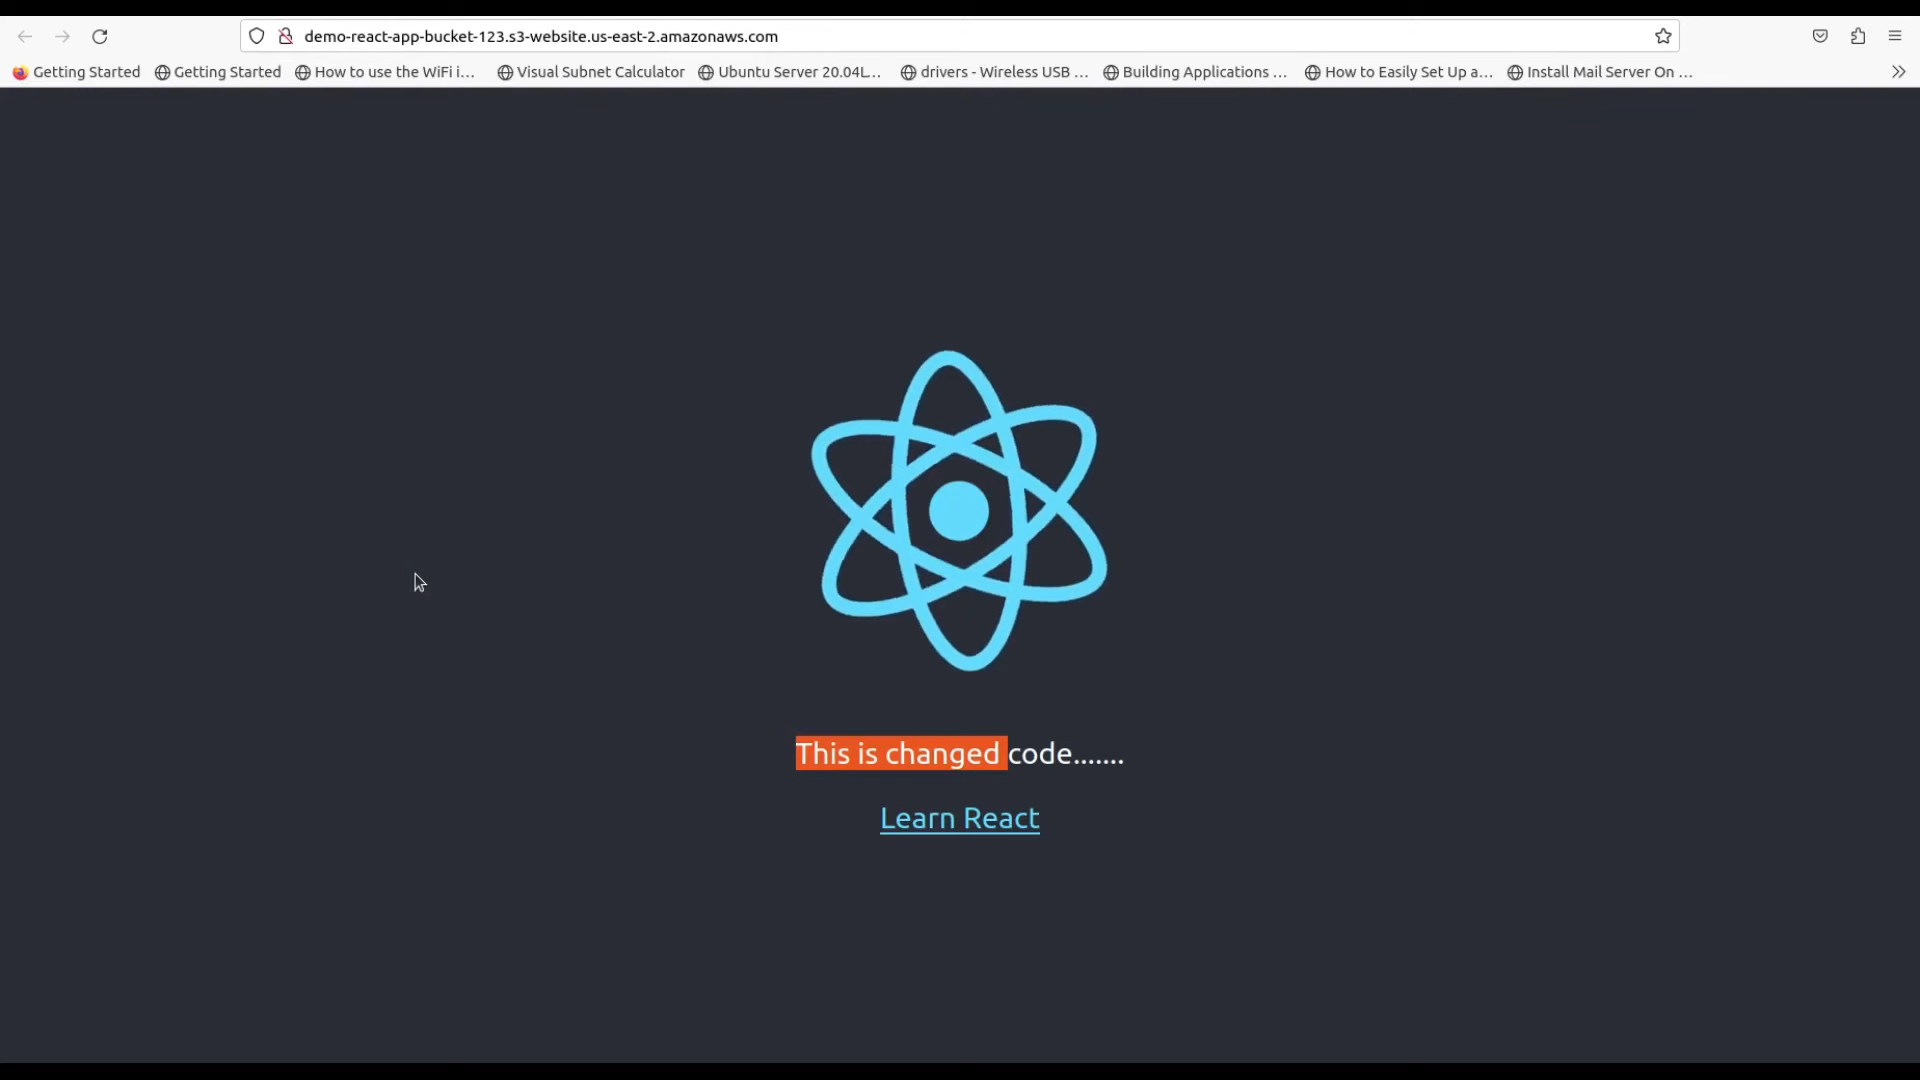 demo-react-app-bucket-123.s3-website.us-east-2.amazonaws.com
Getting Started Getting Started How to use the WiFi i... Visual Subnet Calculator Ubuntu Server 20.04L... drivers - Wireless USB ... Building Applications ... How to Easily Set Up a... Install Mail Server On ...
This is changed code.......
Learn React